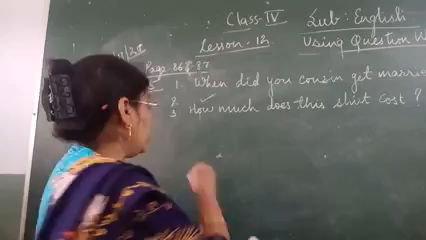 Class-IV Sub: English
Lesson-12 Using Question
Page-86&87
1. When did you cousin get married
2. How much does this shirt cost?
3